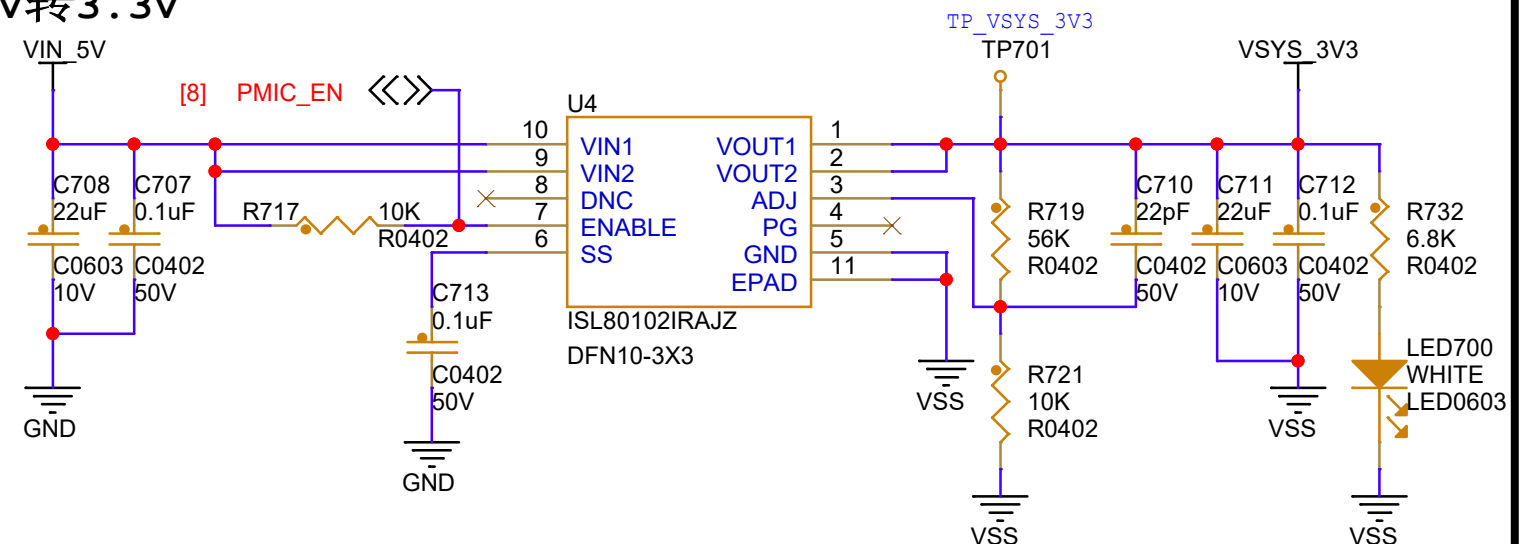 V转3.3V
TP_VSYS_3V3
VIN_5V
TP701
VSYS_3V3
[8] PMIC_EN
U4
10 VIN1 VOUT1 1
9 VIN2 VOUT2 2
8 DNC ADJ 3
7 ENABLE PG 4
6 SS GND 5
EPAD 11
C708
22uF
C0603
10V
C707
0.1uF
C0402
50V
R717
10K
R0402
C713
0.1uF
C0402
50V
ISL80102IRAJZ
DFN10-3X3
R719
56K
R0402
C710
22pF
C0402
50V
C711
22uF
C0603
10V
C712
0.1uF
C0402
50V
R732
6.8K
R0402
R721
10K
R0402
LED700
WHITE
LED0603
GND
GND
VSS
VSS
VSS
VSS